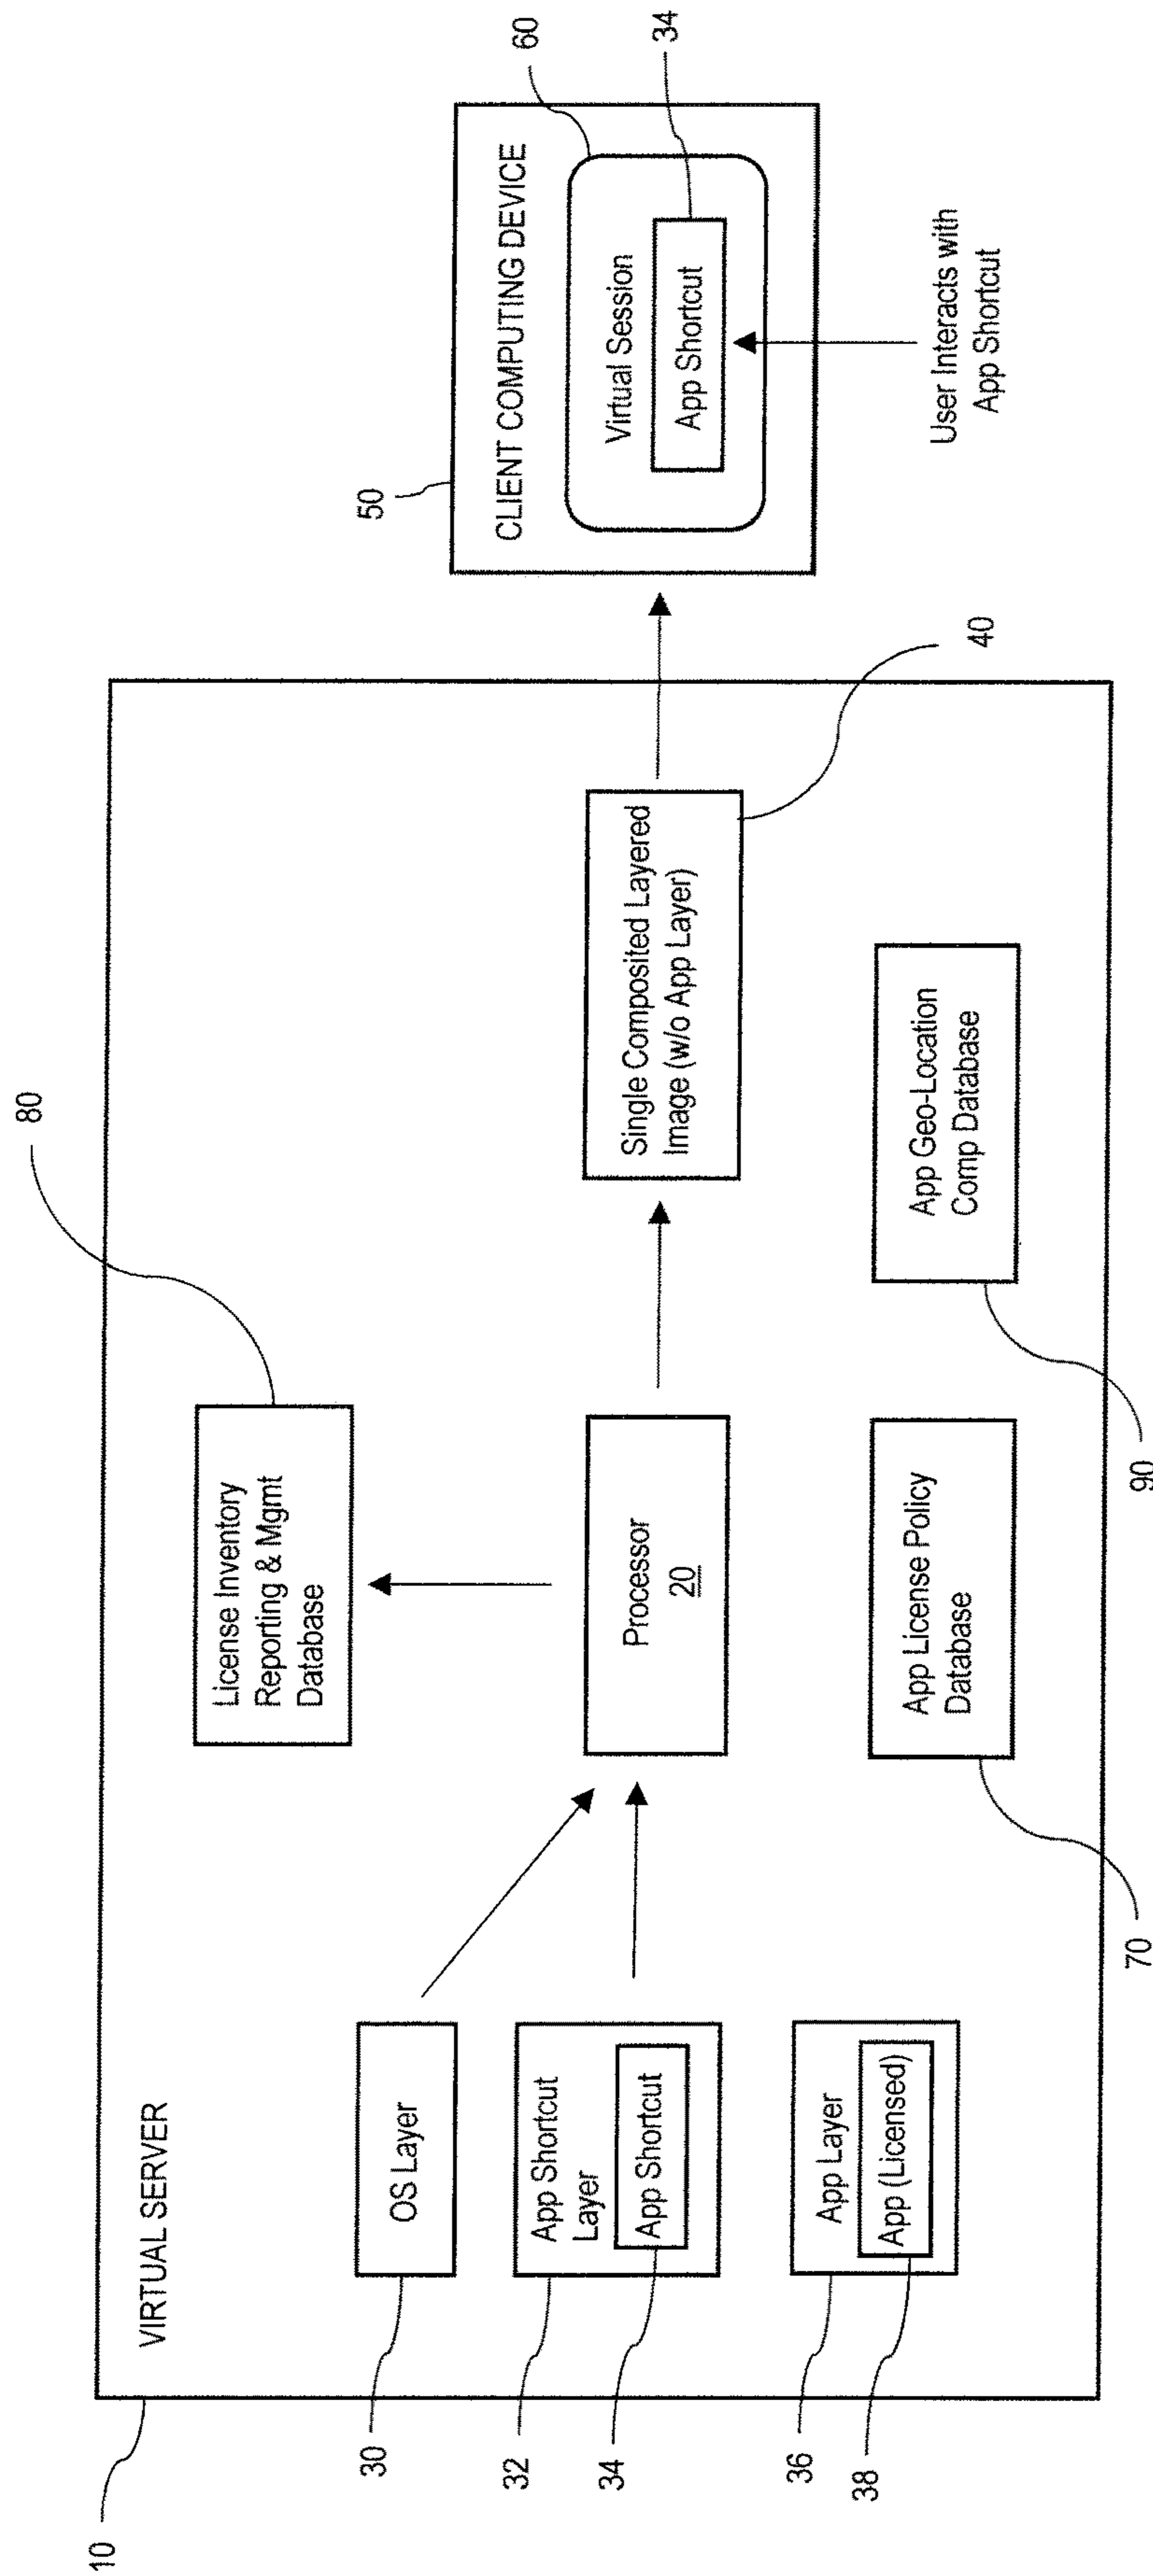 VIRTUAL SERVER
10
OS Layer
30
App Shortcut
Layer
App Shortcut
32
34
App Layer
App (Licensed)
36
38
License Inventory
Reporting & Mgmt
Database
80
Processor
20
App License Policy
Database
70
Single Composited Layered
Image (w/o App Layer)
40
App Geo-Location
Comp Database
90
50
CLIENT COMPUTING DEVICE
60
Virtual Session
App Shortcut
34
User Interacts with
App Shortcut